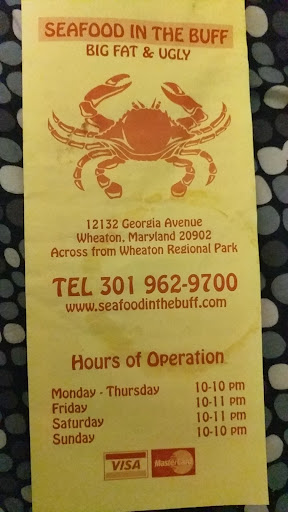 SEAFOOD IN THE BUFF
BIG FAT & UGLY
12132 Georgia Avenue
Wheaton, Maryland 20902
Across from Wheaton Regional Park
TEL 301 962-9700
www.seafoodinthebuff.com
Hours of Operation
Monday - Thursday 10-10 pm
Friday 10-11 pm
Saturday 10-11 pm
Sunday 10-10 pm
VISA MasterCard